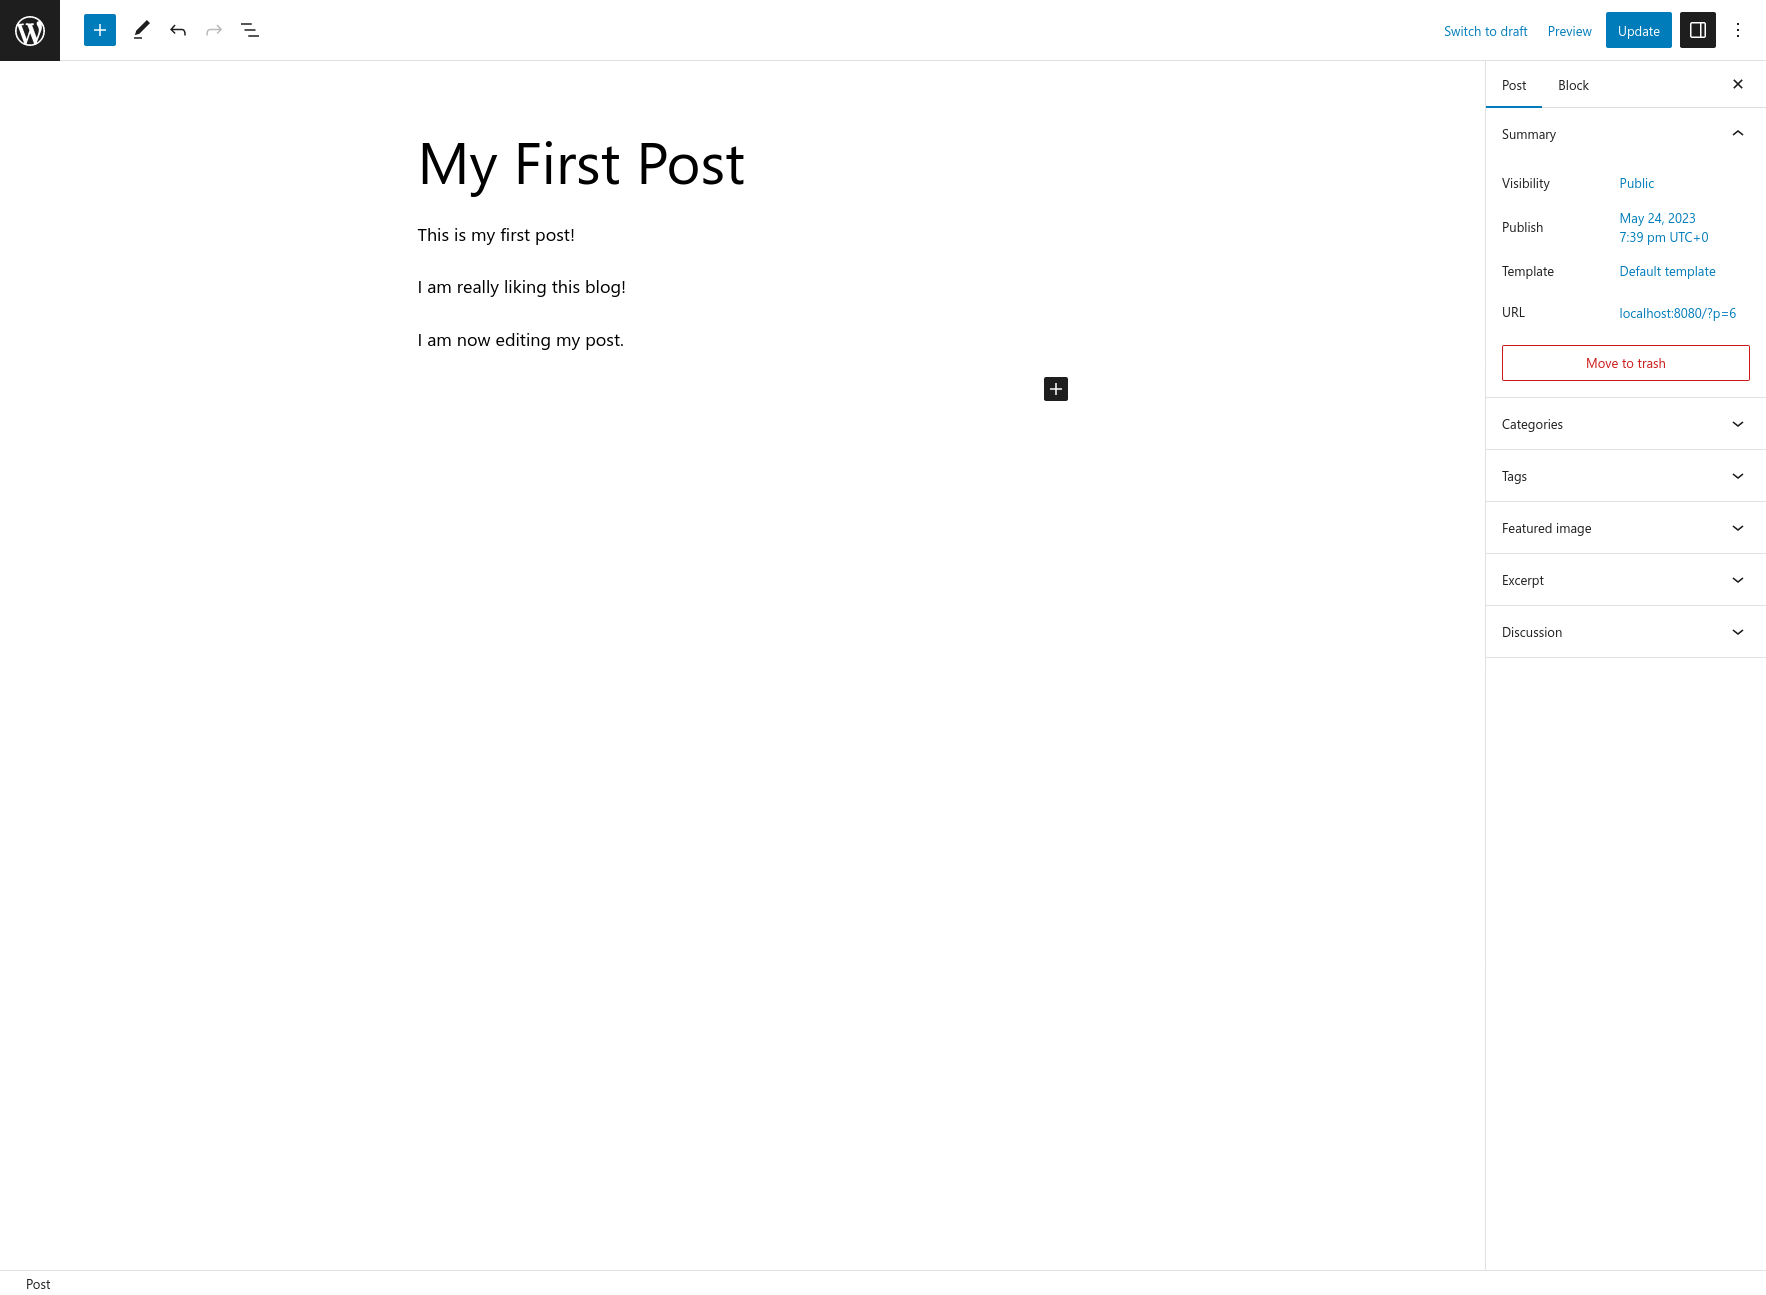 Switch to draft
Preview
Update
Post
Block
My First Post
This is my first post!
I am really liking this blog!
I am now editing my post.
Summary
Visibility
Public
Publish
May 24, 2023
7:39 pm UTC+0
Template
Default template
URL
localhost:8080/?p=6
Move to trash
Categories
Tags
Featured image
Excerpt
Discussion
Post